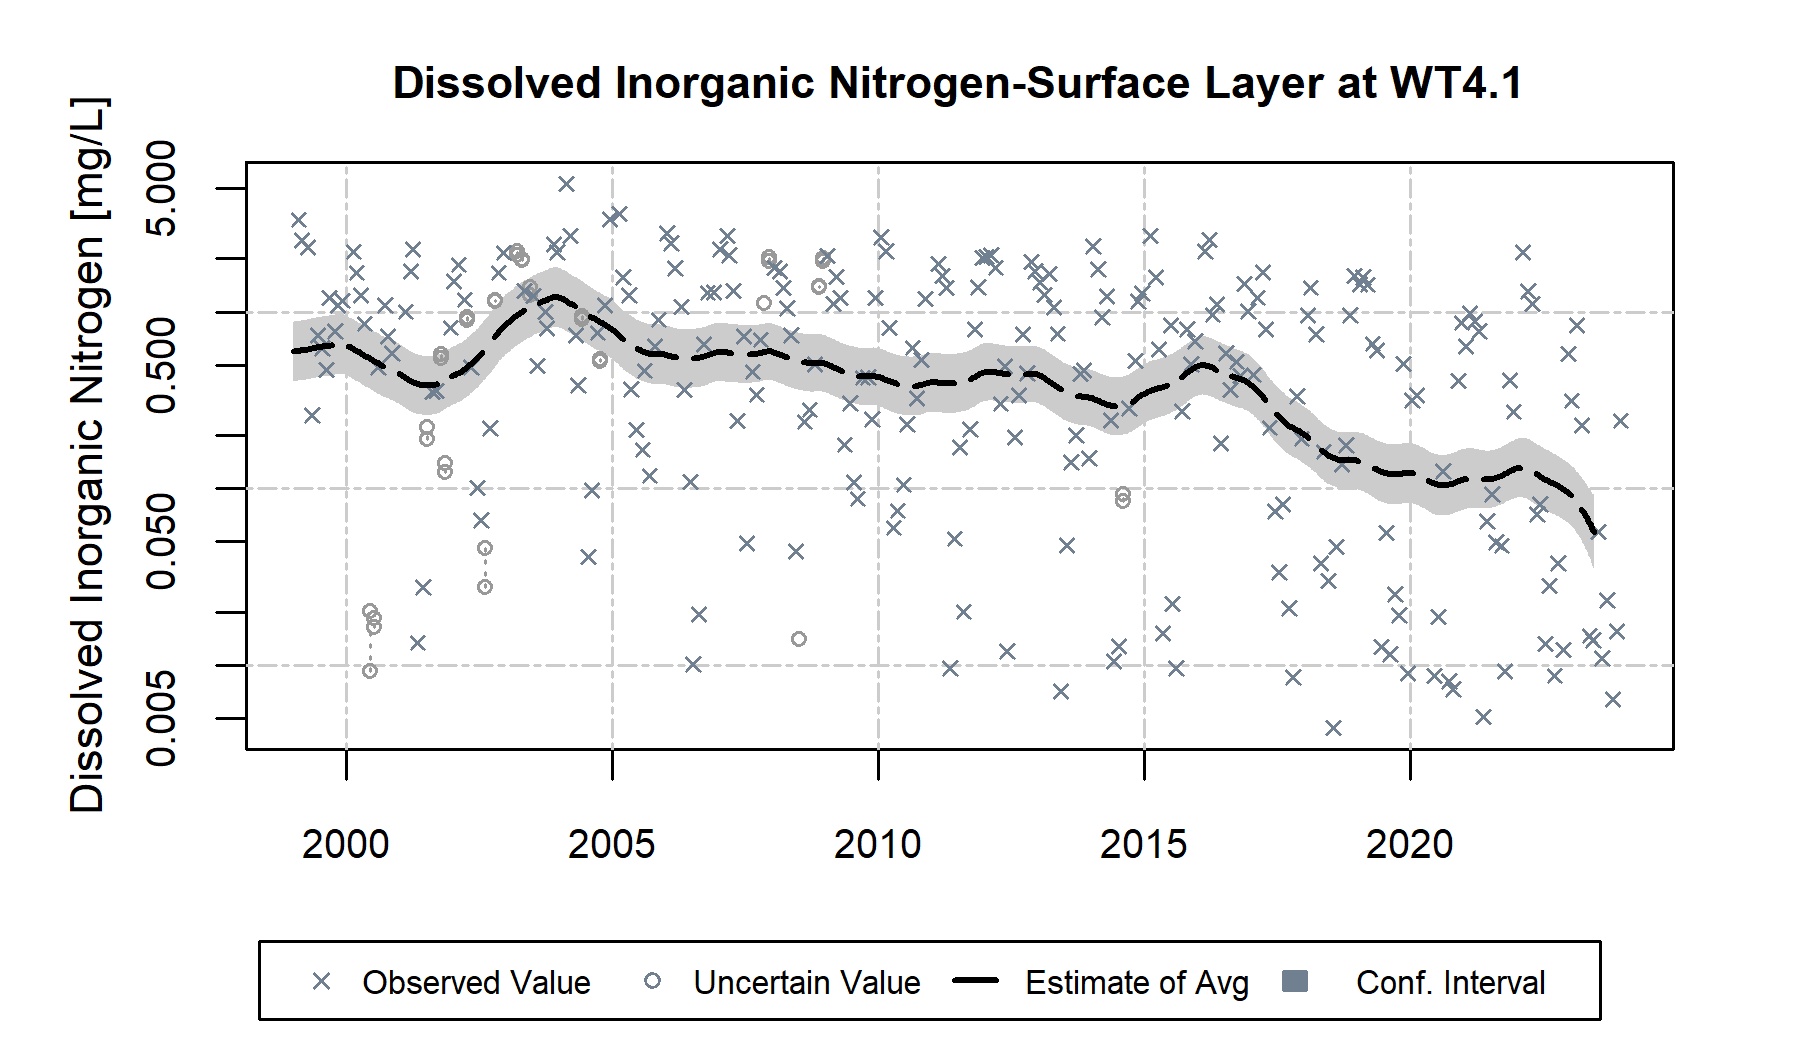 Dissolved Inorganic Nitrogen-Surface Layer at WT4.1
Dissolved Inorganic Nitrogen [mg/L]
5.000
0.500
0.050
0.005
2000 2005 2010 2015 2020
Observed Value Uncertain Value Estimate of Avg Conf. Interval